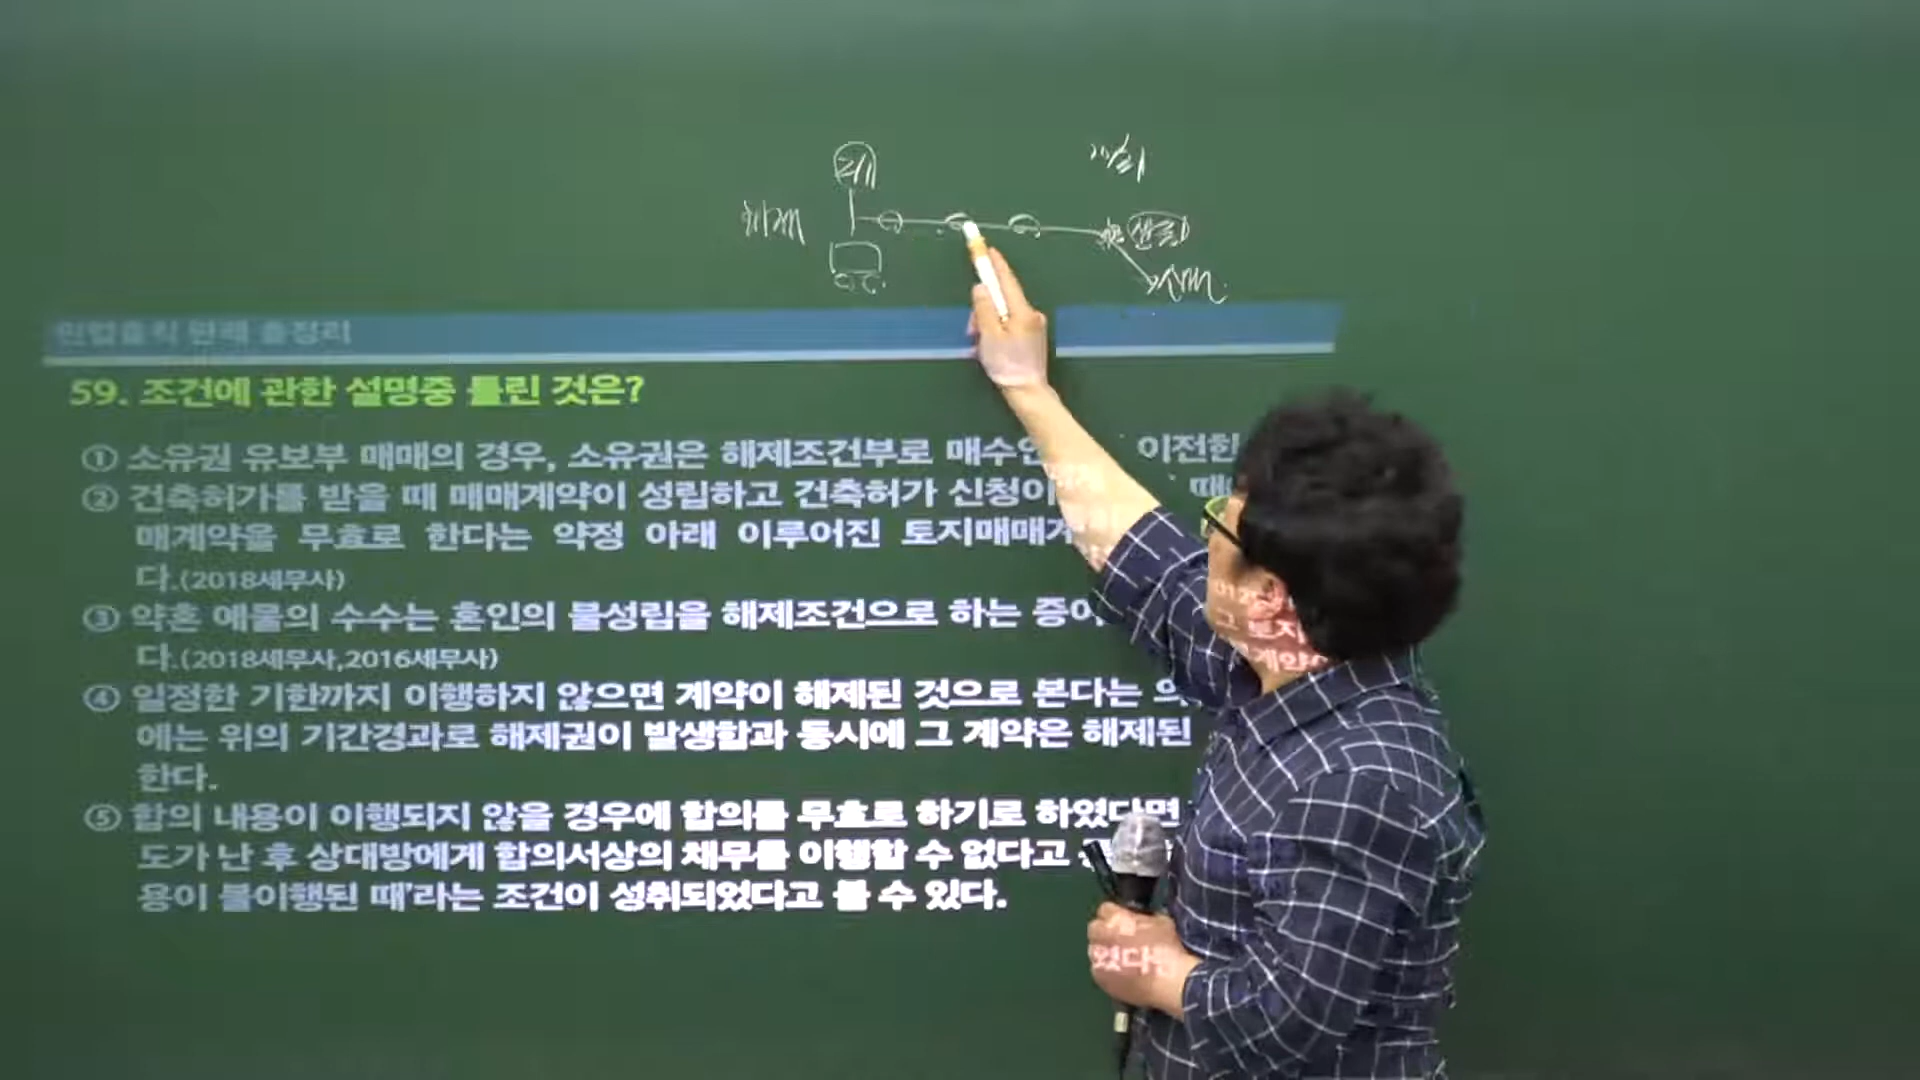 민법총칙 판례 총정리
59. 조건에 관한 설명중 틀린 것은?
① 소유권 유보부 매매의 경우, 소유권은 해제조건부로 매수인 이전한
② 건축허가를 받을 때 매매계약이 성립하고 건축허가 신청이 때
매계약을 무효로 한다는 약정 아래 이루어진 토지매매계
다.(2018세무사)
③ 약혼 예물의 수수는 혼인의 불성립을 해제조건으로 하는 증여
다.(2018세무사,2016세무사)
④ 일정한 기한까지 이행하지 않으면 계약이 해제된 것으로 본다는 의
에는 위의 기간경과로 해제권이 발생함과 동시에 그 계약은 해제된
한다.
⑤ 합의 내용이 이행되지 않을 경우에 합의를 무효로 하기로 하였다면
도가 난 후 상대방에게 합의서상의 채무를 이행할 수 없다고
용이 불이행된 때'라는 조건이 성취되었다고 볼 수 있다.